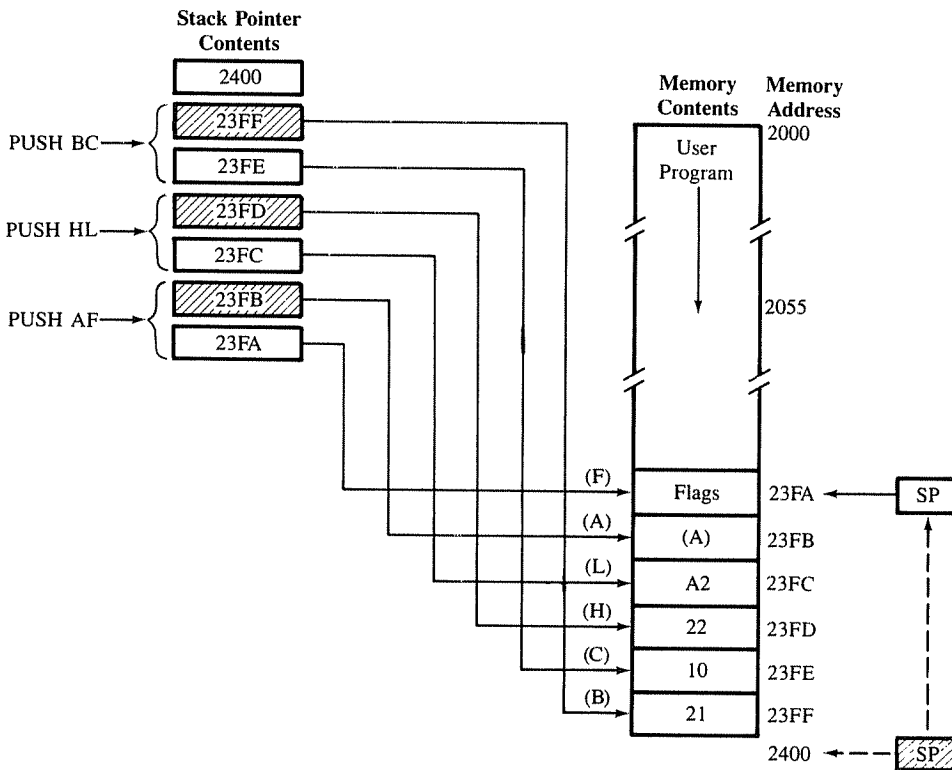 Stack Pointer
Contents
2400
PUSH BC
23FF
23FE
PUSH HL
23FD
23FC
PUSH AF
23FB
23FA
Memory
Contents
Memory
Address
2000
User
Program
2055
(F)
Flags
23FA
SP
(A)
(A)
23FB
(L)
A2
23FC
(H)
22
23FD
(C)
10
23FE
(B)
21
23FF
2400
SP